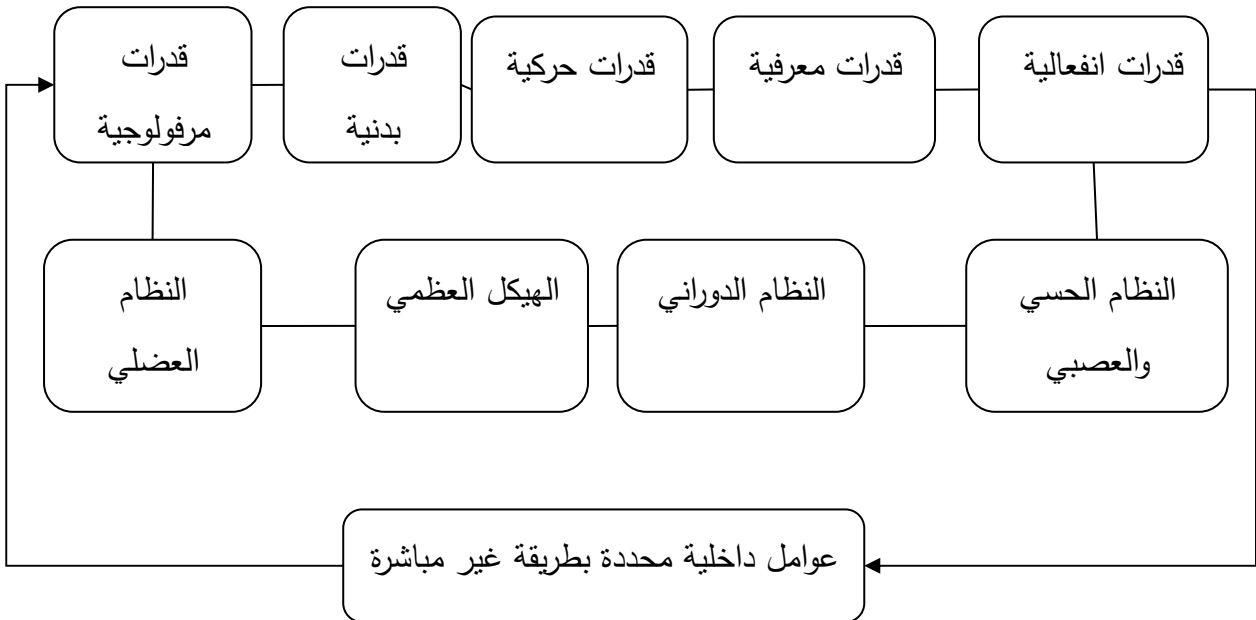 قدرات انفعالية
قدرات معرفية
قدرات حركية
قدرات
بدنية
قدرات
مرفولوجية
النظام الحسي
والعصبي
النظام الدوراني
الهيكل العظمي
النظام
العضلي
عوامل داخلية محددة بطريقة غير مباشرة